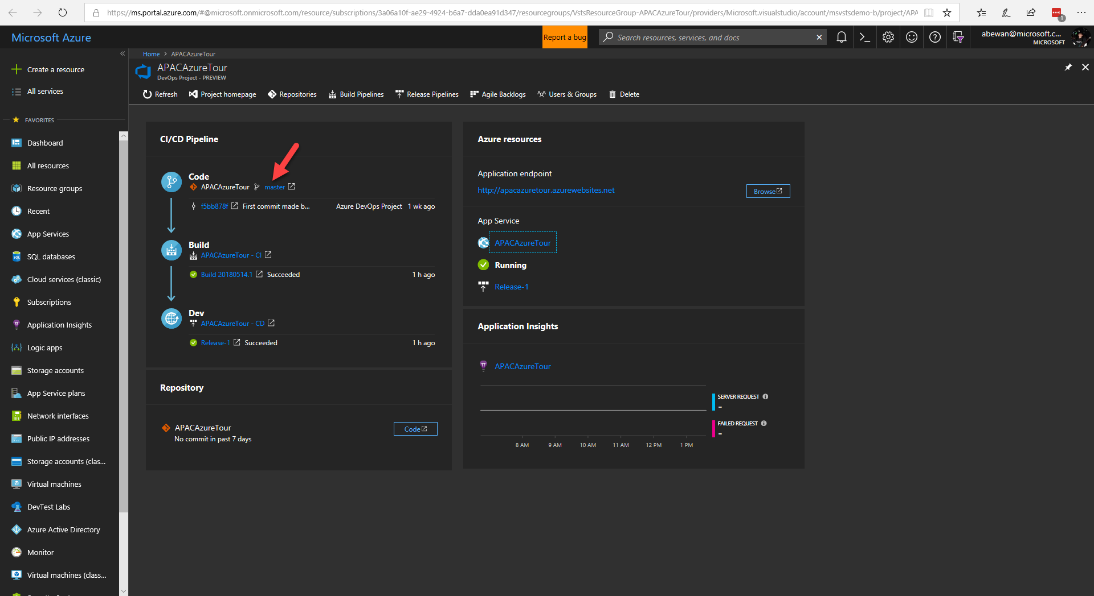 https://ms.portal.azure.com/#@microsoft.onmicrosoft.com/resource/subscriptions/3a06a10f-ae29-4924-b6a7-dda0ea91d347/resourcegroups/VstsResourceGroup-APACAzureTour/providers/Microsoft.visualstudio/account/msvstsdemo-b/project/APA
Microsoft Azure
Report a bug
Search resources, services, and docs
abewan@microsoft.c...
MICROSOFT
Create a resource
All services
FAVORITES
Dashboard
All resources
Resource groups
Recent
App Services
SQL databases
Cloud services (classic)
Subscriptions
Application Insights
Logic apps
Storage accounts
App Service plans
Network interfaces
Public IP addresses
Storage accounts (clas...
Virtual machines
DevTest Labs
Azure Active Directory
Monitor
Virtual machines (class...
Home > APACAzureTour
APACAzureTour
DevOps Project - PREVIEW
Refresh
Project homepage
Repositories
Build Pipelines
Release Pipelines
Agile Backlogs
Users & Groups
Delete
CI/CD Pipeline
Code
APACAzureTour master
f5bb878f First commit made b... Azure DevOps Project 1 wk ago
Build
APACAzureTour - CI
Build 20180514.1 Succeeded 1 h ago
Dev
APACAzureTour - CD
Release-1 Succeeded 1 h ago
Repository
APACAzureTour
No commit in past 7 days
Code
Azure resources
Application endpoint
http://apacazuretour.azurewebsites.net
Browse
App Service
APACAzureTour
Running
Release-1
Application Insights
APACAzureTour
SERVER REQUEST
--
FAILED REQUEST
--
8 AM 9 AM 10 AM 11 AM 12 PM 1 PM